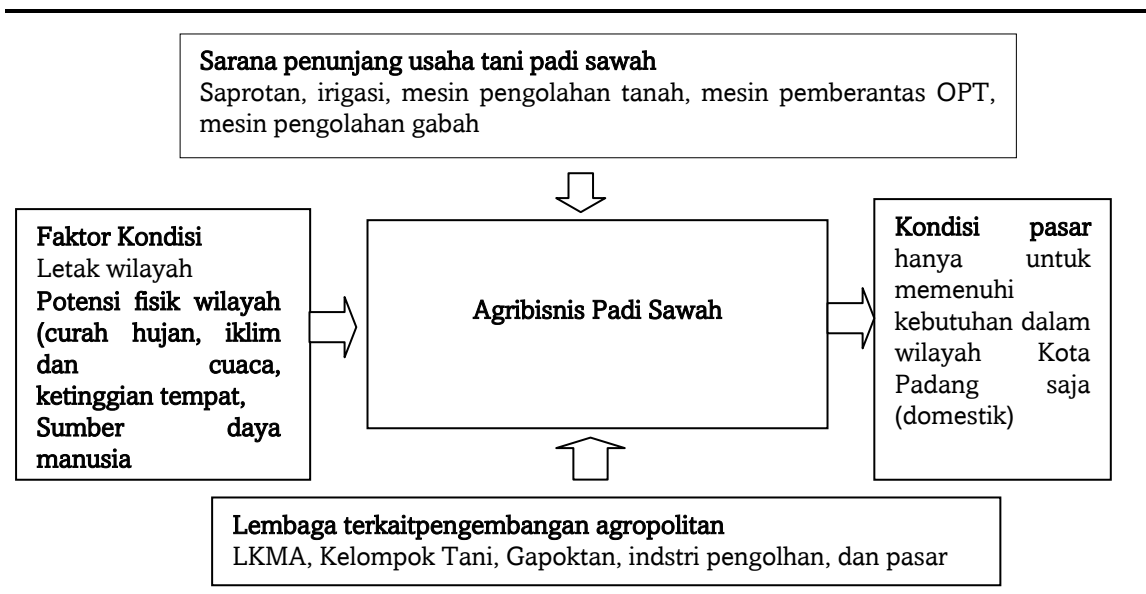 Sarana penunjang usaha tani padi sawah
Saprotan, irigasi, mesin pengolahan tanah, mesin pemberantas OPT,
mesin pengolahan gabah
Faktor Kondisi
Letak wilayah
Potensi fisik wilayah
(curah hujan, iklim
dan cuaca,
ketinggian tempat,
Sumber daya
manusia
Agribisnis Padi Sawah
Kondisi pasar
hanya untuk
memenuhi
kebutuhan dalam
wilayah Kota
Padang saja
(domestik)
Lembaga terkaitpengembangan agropolitan
LKMA, Kelompok Tani, Gapoktan, indstri pengolhan, dan pasar